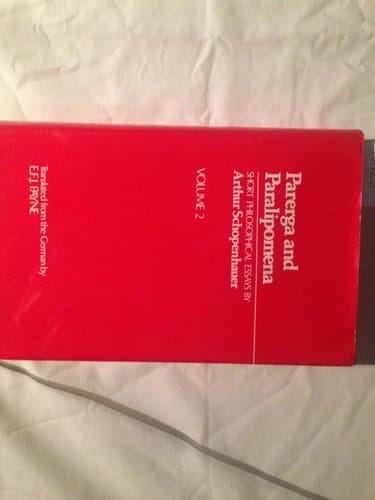 Parerga and
Paralipomena
SHORT PHILOSOPHICAL ESSAYS BY
Arthur Schopenhauer
VOLUME 2
Translated from the German by
E.F.J. PAYNE